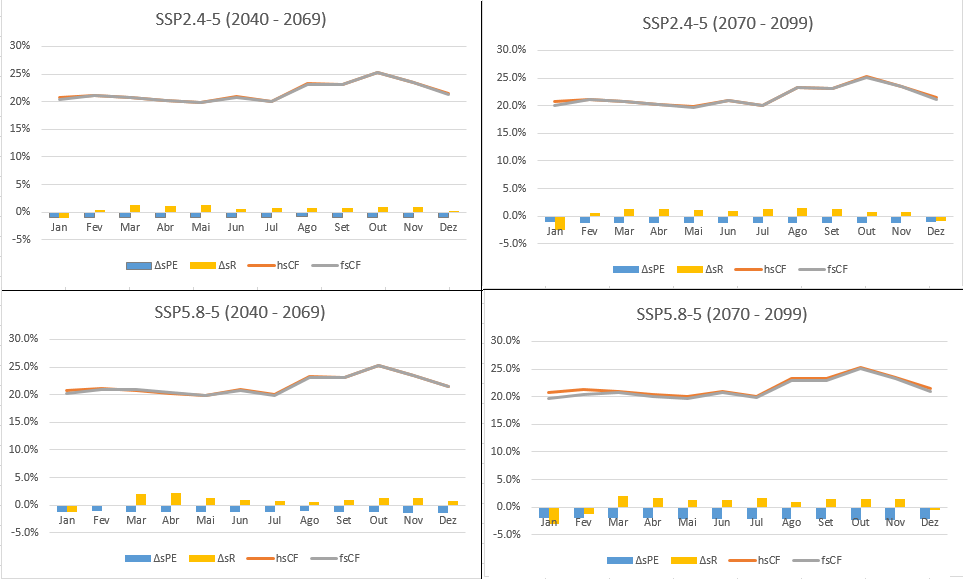 SSP2.4-5 (2040 - 2069)
30%
25%
20%
15%
10%
5%
0%
-5%
Jan Fev Mar Abr Mai Jun Jul Ago Set Out Nov Dez
ΔsPE ΔsR hsCF fsCF
SSP2.4-5 (2070 - 2099)
30.0%
25.0%
20.0%
15.0%
10.0%
5.0%
0.0%
-5.0%
Jan Fev Mar Abr Mai Jun Jul Ago Set Out Nov Dez
ΔsPE ΔsR hsCF fsCF
SSP5.8-5 (2040 - 2069)
30.0%
25.0%
20.0%
15.0%
10.0%
5.0%
0.0%
-5.0%
Jan Fev Mar Abr Mai Jun Jul Ago Set Out Nov Dez
ΔsPE ΔsR hsCF fsCF
SSP5.8-5 (2070 - 2099)
30.0%
25.0%
20.0%
15.0%
10.0%
5.0%
0.0%
-5.0%
Jan Fev Mar Abr Mai Jun Jul Ago Set Out Nov Dez
ΔsPE ΔsR hsCF fsCF